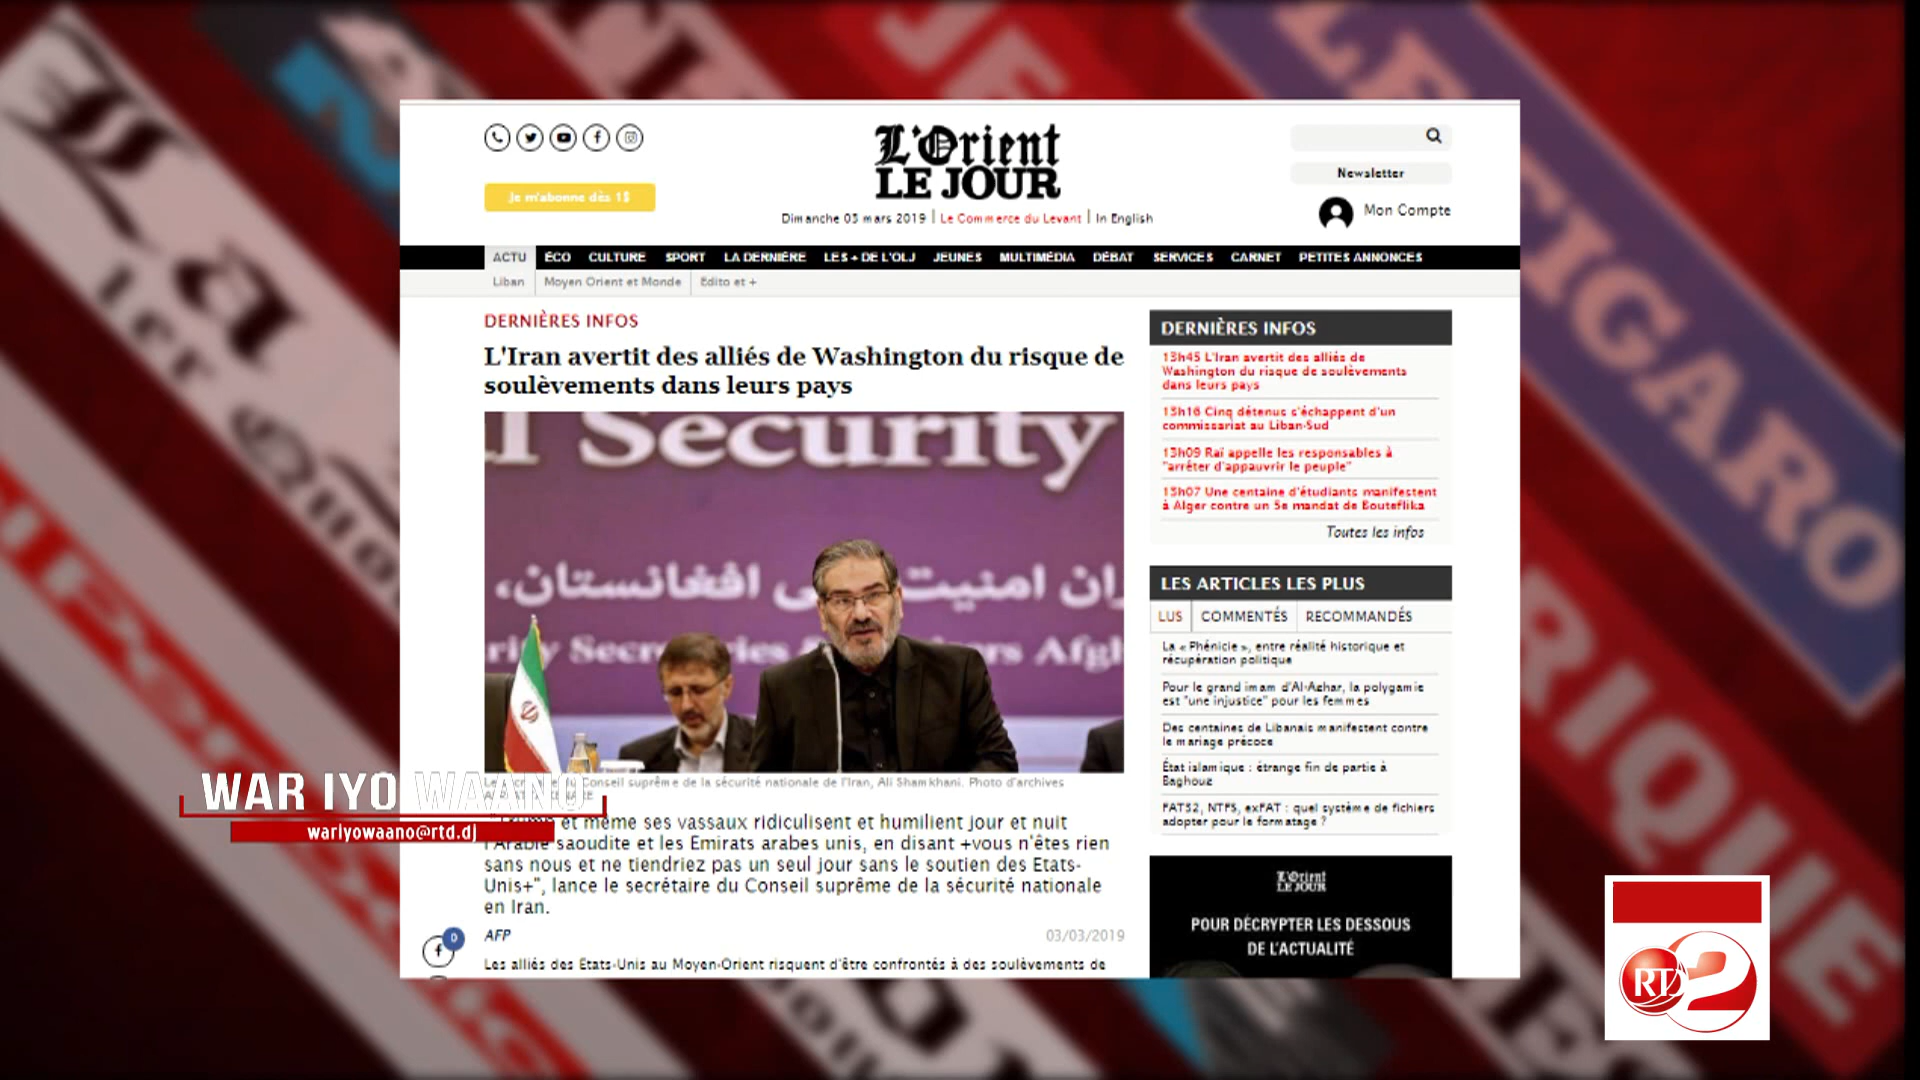 L'Orient
LE JOUR
Je m'abonne dès 1$
Newsletter
Mon Compte
Dimanche 03 mars 2019 | Le Commerce du Levant | In English
ACTU ÉCO CULTURE SPORT LA DERNIÈRE LES + DE L'OLJ JEUNES MULTIMÉDIA DÉBAT SERVICES CARNET PETITES ANNONCES
Liban Moyen Orient et Monde Edito et +
DERNIÈRES INFOS
L'Iran avertit des alliés de Washington du risque de
soulèvements dans leurs pays
Security
افغانستان،
Afgh
conseil suprême de la sécurité nationale de l'Iran, Ali Shamkhani. Photo d'archives
"Trump et même ses vassaux ridiculisent et humilient jour et nuit
l'Arabie saoudite et les Emirats arabes unis, en disant +vous n'êtes rien
sans nous et ne tiendriez pas un seul jour sans le soutien des Etats-
Unis+", lance le secrétaire du Conseil suprême de la sécurité nationale
en Iran.
0
AFP 03/03/2019
Les alliés des Etats-Unis au Moyen-Orient risquent d'être confrontés à des soulèvements de
DERNIÈRES INFOS
13h45 L'Iran avertit des alliés de
Washington du risque de soulèvements
dans leurs pays
13h16 Cinq détenus s'échappent d'un
commissariat au Liban-Sud
13h09 Raï appelle les responsables à
"arrêter d'appauvrir le peuple"
13h07 Une centaine d'étudiants manifestent
à Alger contre un 5e mandat de Bouteflika
Toutes les infos
LES ARTICLES LES PLUS
LUS COMMENTÉS RECOMMANDÉS
La « Phénicie », entre réalité historique et
récupération politique
Pour le grand imam d'Al-Azhar, la polygamie
est "une injustice" pour les femmes
Des centaines de Libanais manifestent contre
le mariage précoce
État islamique : étrange fin de partie à
Baghouz
FAT32, NTFS, exFAT : quel système de fichiers
adopter pour le formatage ?
L'Orient
LE JOUR
POUR DÉCRYPTER LES DESSOUS
DE L'ACTUALITÉ
WAR IYO WAANO
wariyowaano@rtd.dj
RTD 2
LE FIGARO